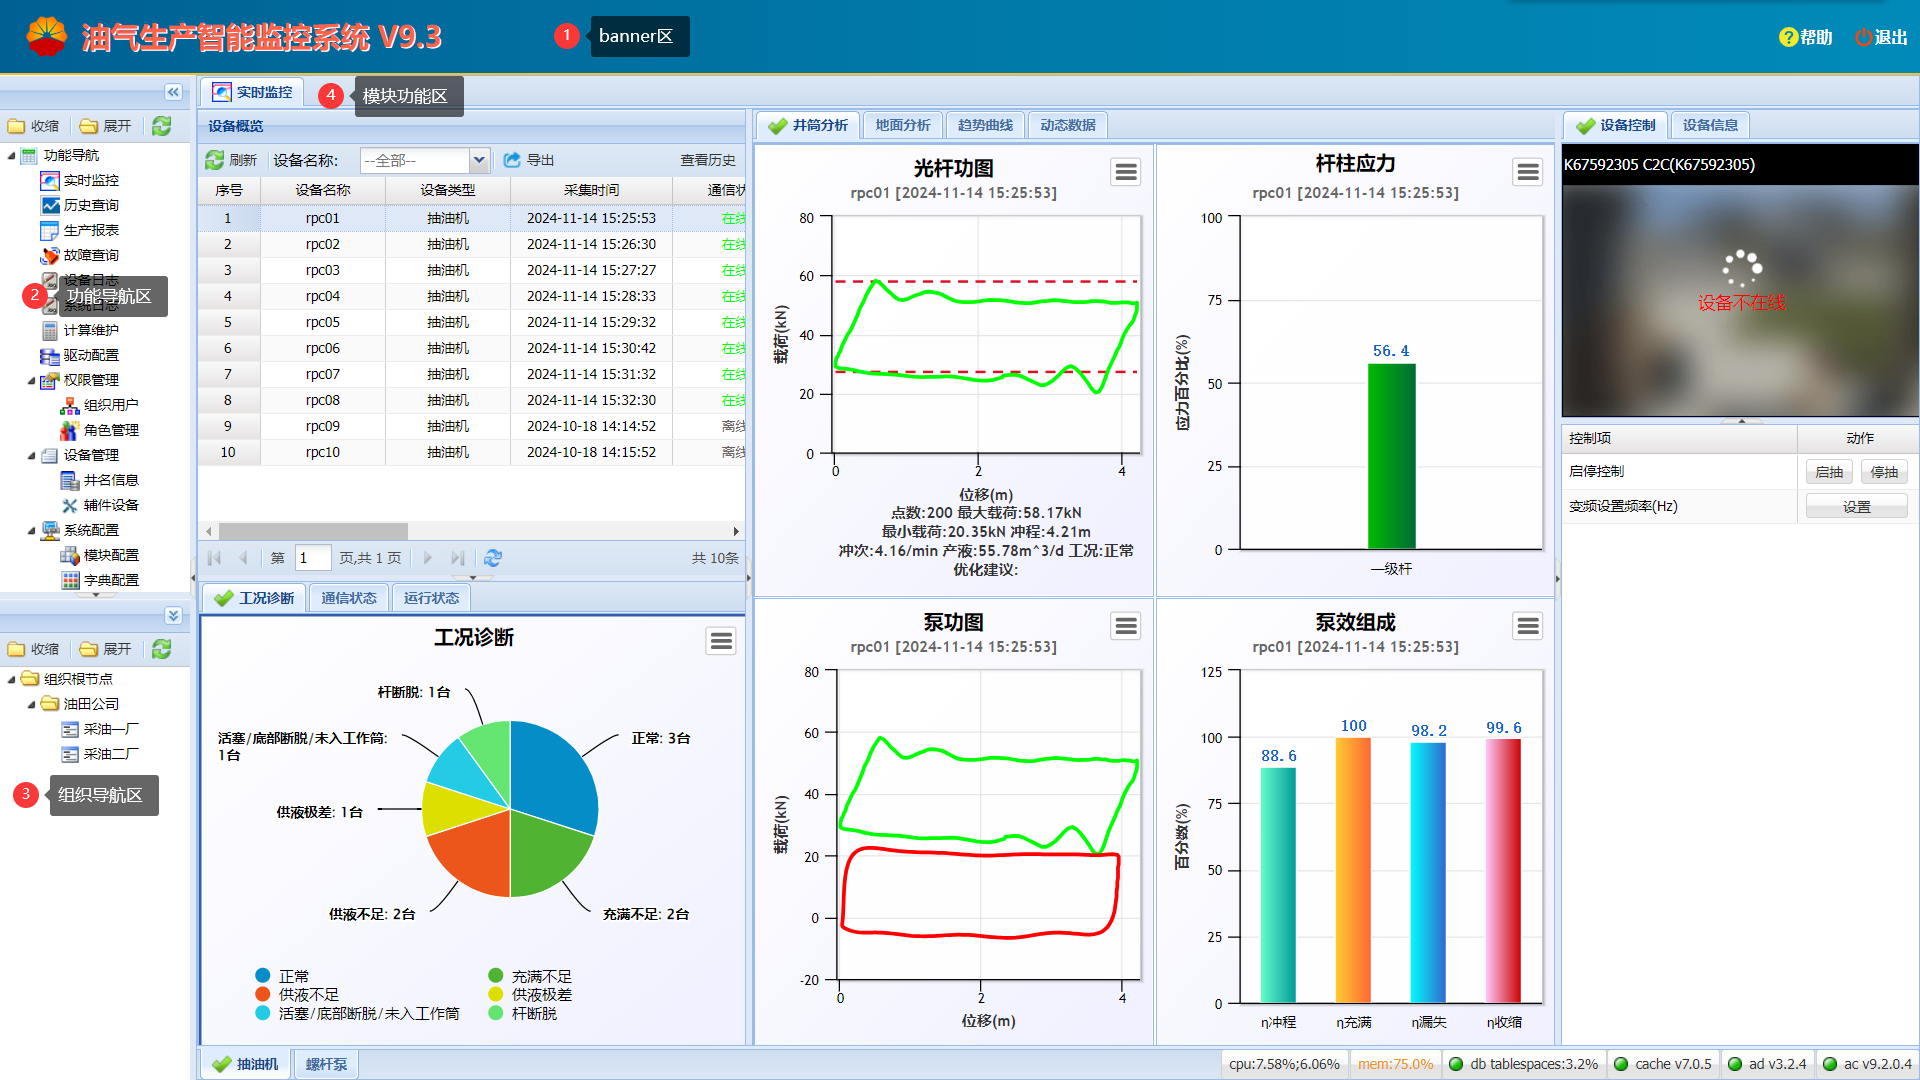 油气生产智能监控系统 V9.3
1 banner区
帮助 退出
实时监控
4 模块功能区
收缩 展开
功能导航
实时监控
历史查询
生产报表
故障查询
设备日志
2 功能导航区
系统日志
计算维护
驱动配置
权限管理
组织用户
角色管理
设备管理
井名信息
辅件设备
系统配置
模块配置
字典配置
收缩 展开
组织根节点
油田公司
采油一厂
采油二厂
3 组织导航区
设备概览
刷新 设备名称: --全部-- 导出 查看历史
序号 设备名称 设备类型 采集时间 通信状
1 rpc01 抽油机 2024-11-14 15:25:53 在线
2 rpc02 抽油机 2024-11-14 15:26:30 在线
3 rpc03 抽油机 2024-11-14 15:27:27 在线
4 rpc04 抽油机 2024-11-14 15:28:33 在线
5 rpc05 抽油机 2024-11-14 15:29:32 在线
6 rpc06 抽油机 2024-11-14 15:30:42 在线
7 rpc07 抽油机 2024-11-14 15:31:32 在线
8 rpc08 抽油机 2024-11-14 15:32:30 在线
9 rpc09 抽油机 2024-10-18 14:14:52 离线
10 rpc10 抽油机 2024-10-18 14:15:52 离线
第 1 页,共 1 页 共 10条
工况诊断 通信状态 运行状态
工况诊断
杆断脱: 1台
活塞/底部断脱/未入工作筒:
1台
正常: 3台
供液极差: 1台
供液不足: 2台
充满不足: 2台
正常 充满不足
供液不足 供液极差
活塞/底部断脱/未入工作筒 杆断脱
抽油机 螺杆泵
井筒分析 地面分析 趋势曲线 动态数据
光杆功图
rpc01 [2024-11-14 15:25:53]
载荷(kN)
80
60
40
20
0
0 2 4
位移(m)
点数:200 最大载荷:58.17kN
最小载荷:20.35kN 冲程:4.21m
冲次:4.16/min 产液:55.78m^3/d 工况:正常
优化建议:
杆柱应力
rpc01 [2024-11-14 15:25:53]
应力百分比(%)
100
75
50
25
0
56.4
一级杆
泵功图
rpc01 [2024-11-14 15:25:53]
载荷(kN)
80
60
40
20
0
-20
0 2 4
位移(m)
泵效组成
rpc01 [2024-11-14 15:25:53]
百分数(%)
125
100
75
50
25
0
88.6 100 98.2 99.6
η冲程 η充满 η漏失 η收缩
设备控制 设备信息
K67592305 C2C(K67592305)
设备不在线
控制项 动作
启停控制 启抽 停抽
变频设置频率(Hz) 设置
cpu:7.58%;6.06% mem:75.0% db tablespaces:3.2% cache v7.0.5 ad v3.2.4 ac v9.2.0.4